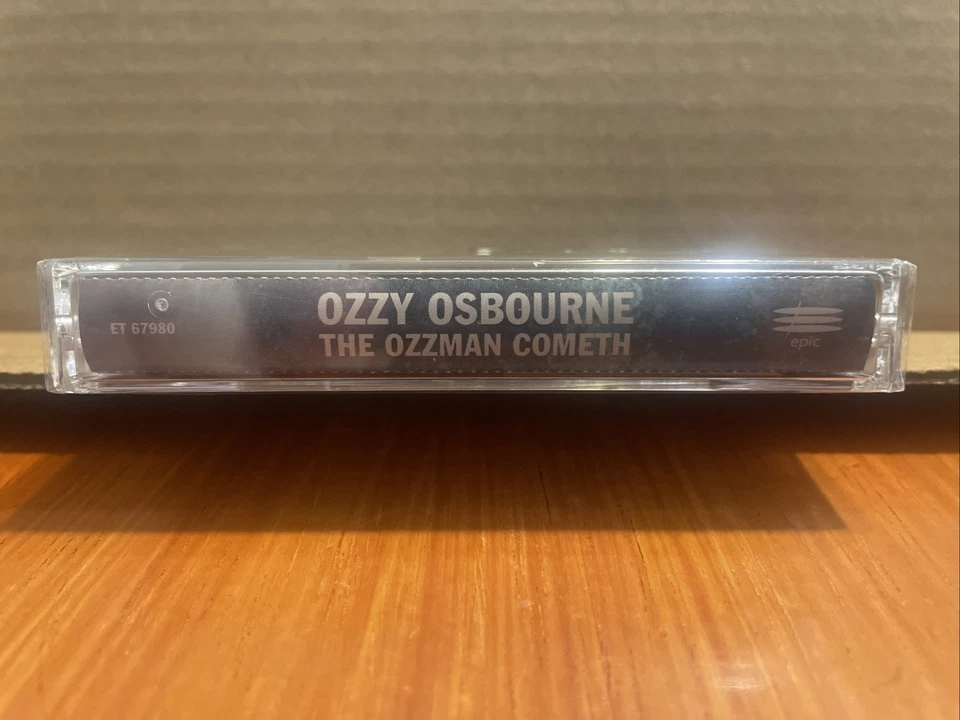 ET 67980
OZZY OSBOURNE
THE OZZMAN COMETH
epic